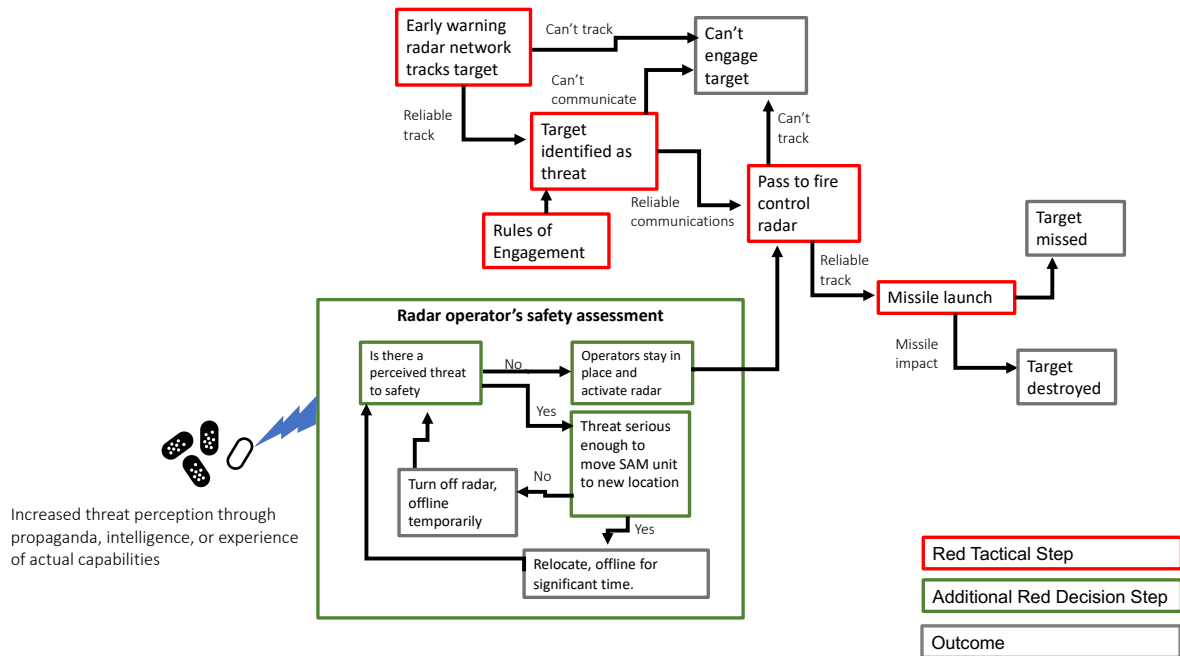 Early warning
radar network
tracks target
Can't track
Can't
engage
target
Can't
communicate
Reliable
track
Target
identified as
threat
Can't
track
Pass to fire
control
radar
Reliable
communications
Rules of
Engagement
Target
missed
Reliable
track
Missile launch
Missile
impact
Target
destroyed
Radar operator's safety assessment
Is there a
perceived threat
to safety
No
Operators stay in
place and
activate radar
Yes
Threat serious
enough to
move SAM unit
to new location
No
Turn off radar,
offline
temporarily
Yes
Relocate, offline for
significant time.
Increased threat perception through
propaganda, intelligence, or experience
of actual capabilities
Red Tactical Step
Additional Red Decision Step
Outcome